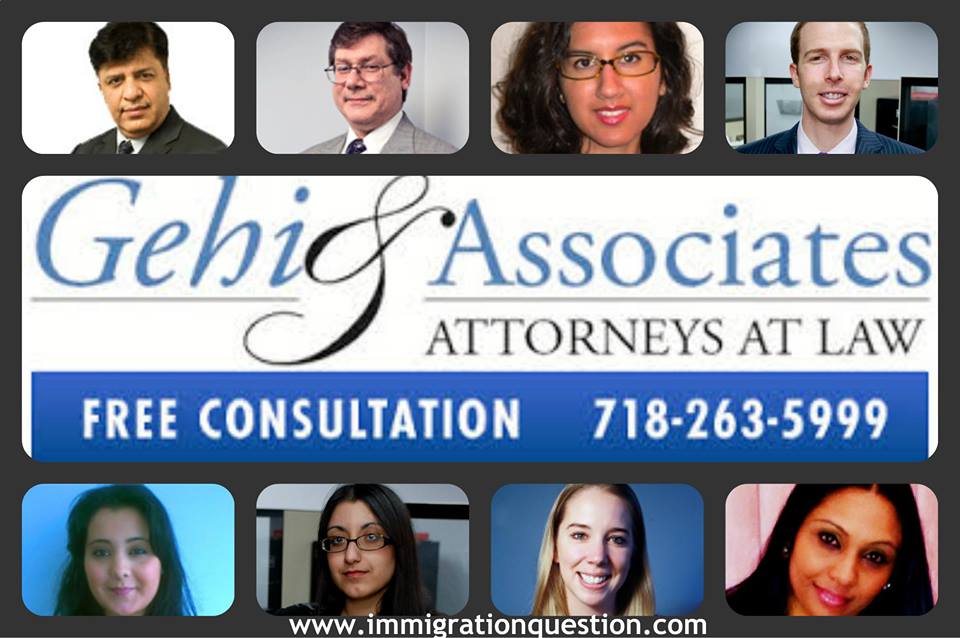 Gehi & Associates
ATTORNEYS AT LAW
FREE CONSULTATION 718-263-5999
www.immigrationquestion.com